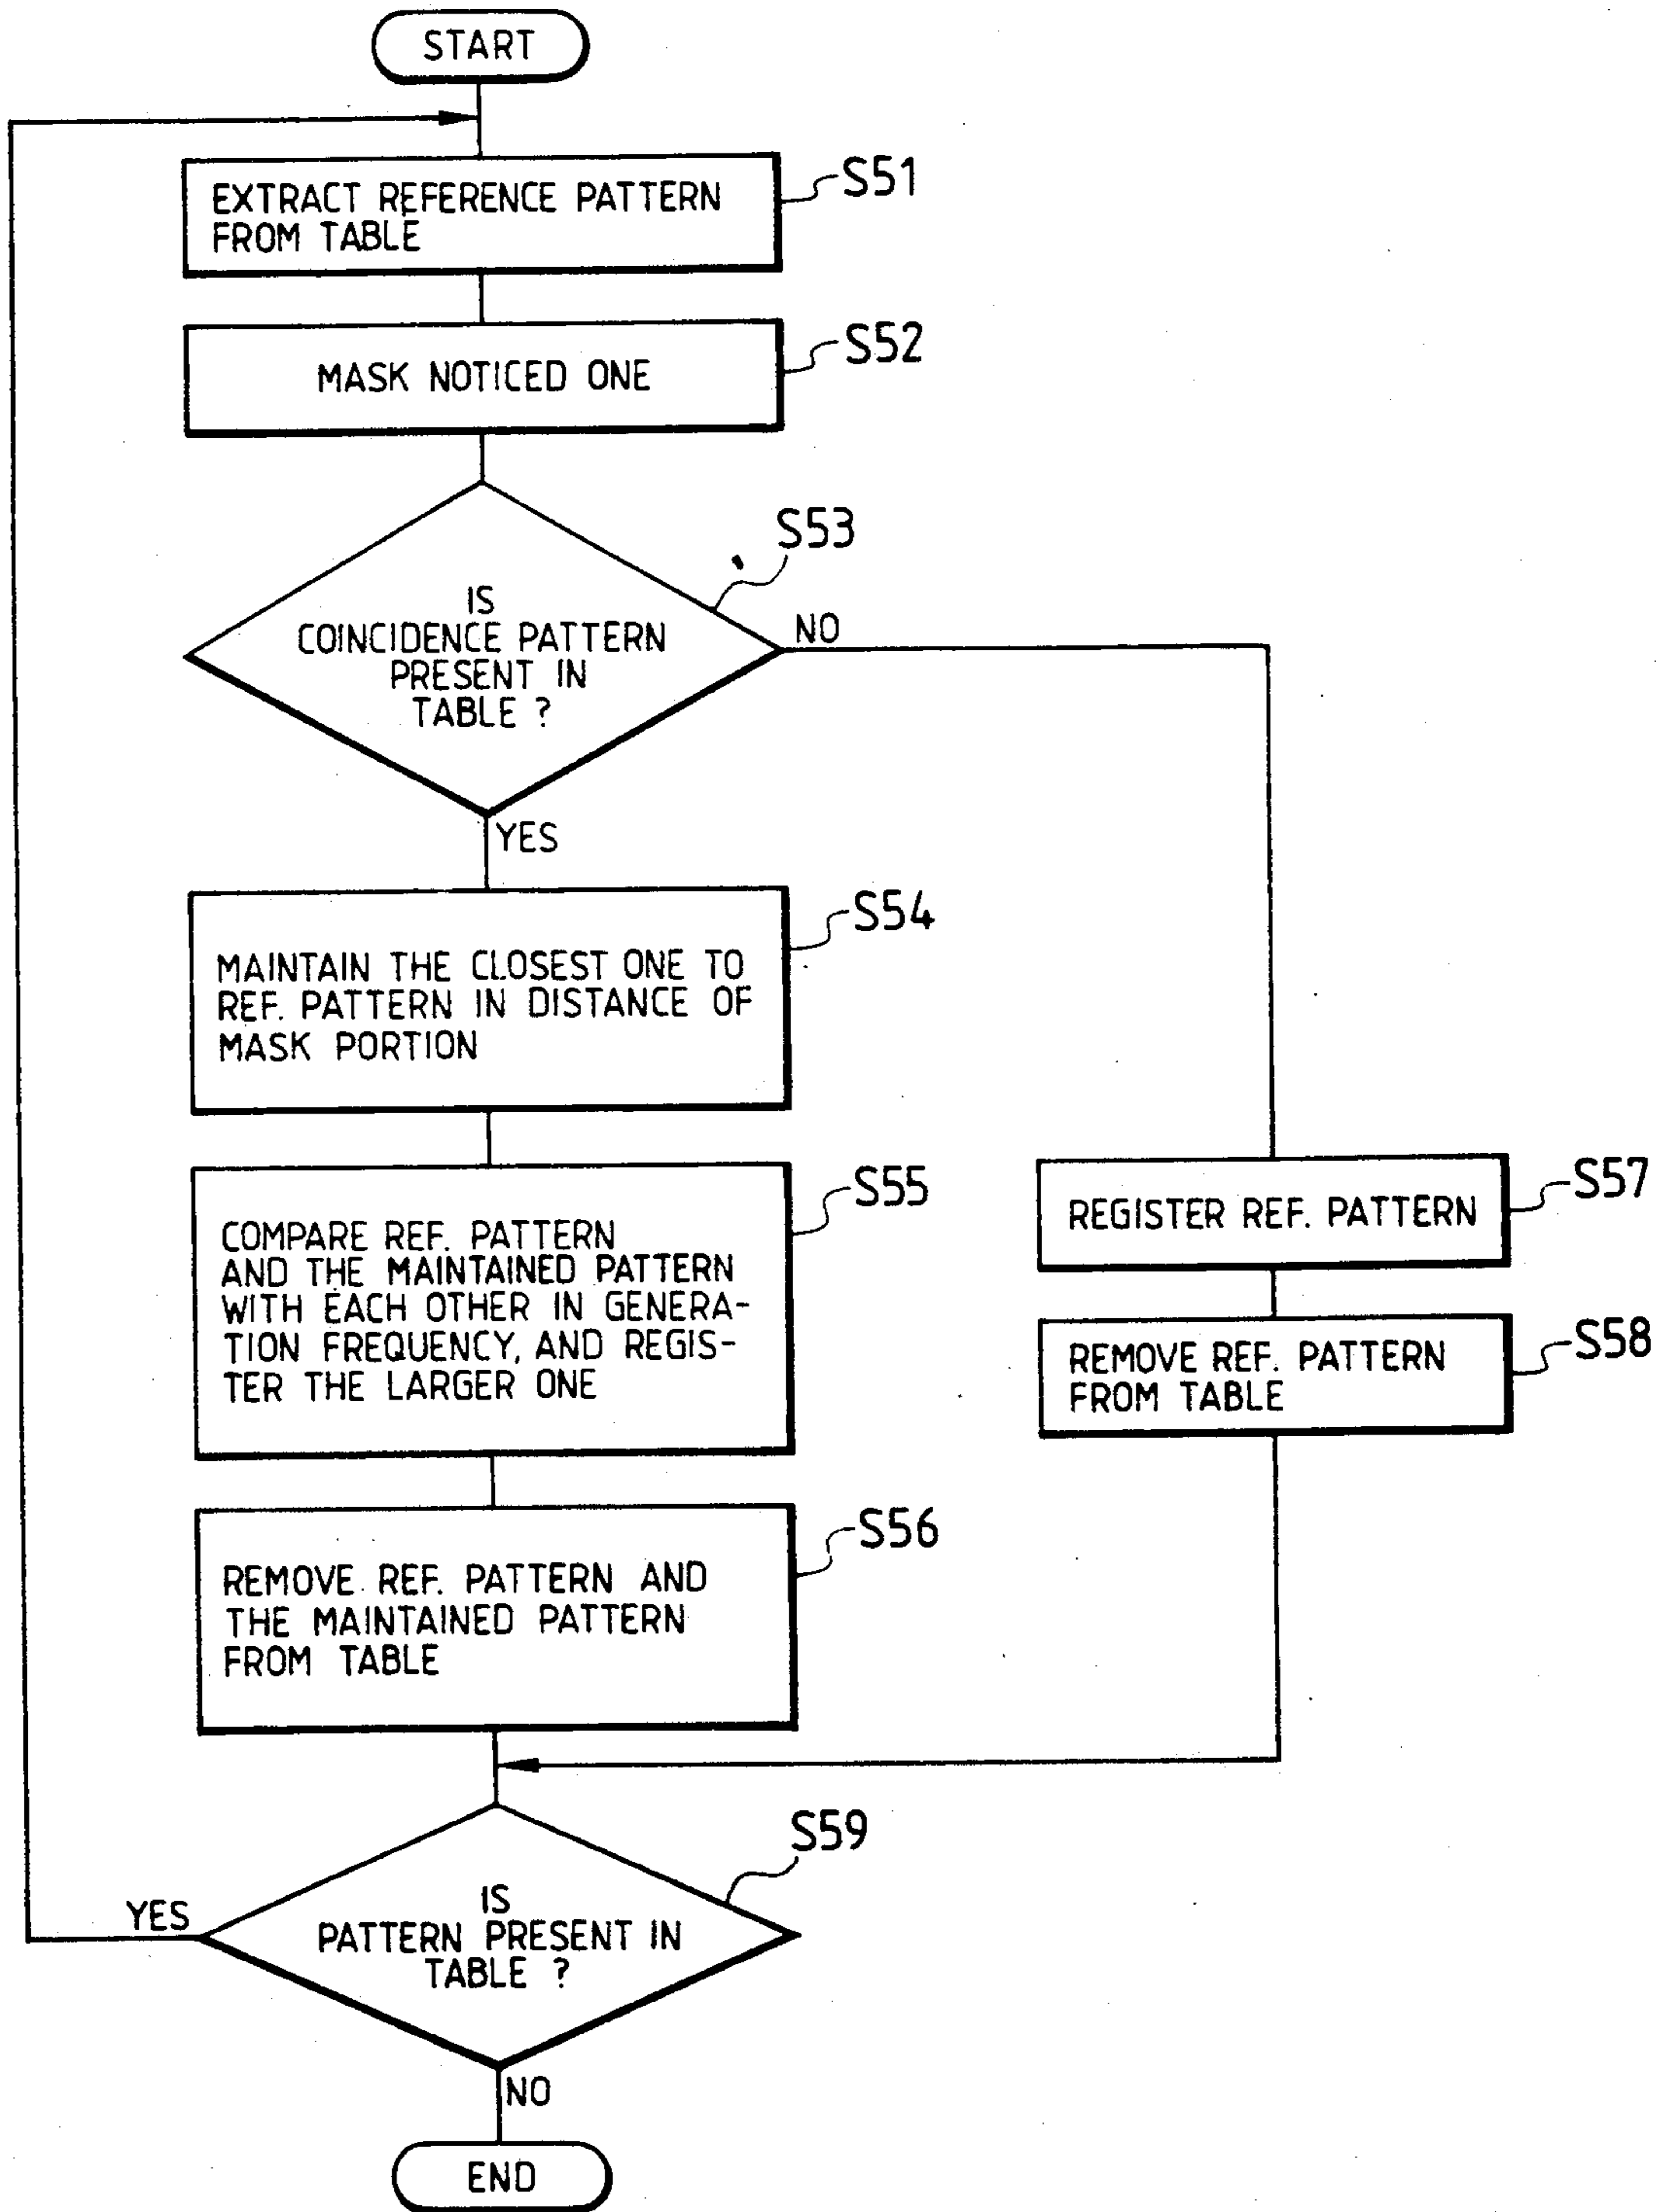 START
EXTRACT REFERENCE PATTERN
FROM TABLE
S51
MASK NOTICED ONE
S52
S53
IS
COINCIDENCE PATTERN
PRESENT IN
TABLE ?
NO
YES
S54
MAINTAIN THE CLOSEST ONE TO
REF. PATTERN IN DISTANCE OF
MASK PORTION
S55
COMPARE REF. PATTERN
AND THE MAINTAINED PATTERN
WITH EACH OTHER IN GENERA-
TION FREQUENCY, AND REGIS-
TER THE LARGER ONE
REGISTER REF. PATTERN
S57
REMOVE REF. PATTERN
FROM TABLE
S58
S56
REMOVE REF. PATTERN AND
THE MAINTAINED PATTERN
FROM TABLE
S59
IS
PATTERN PRESENT IN
TABLE ?
YES
NO
END